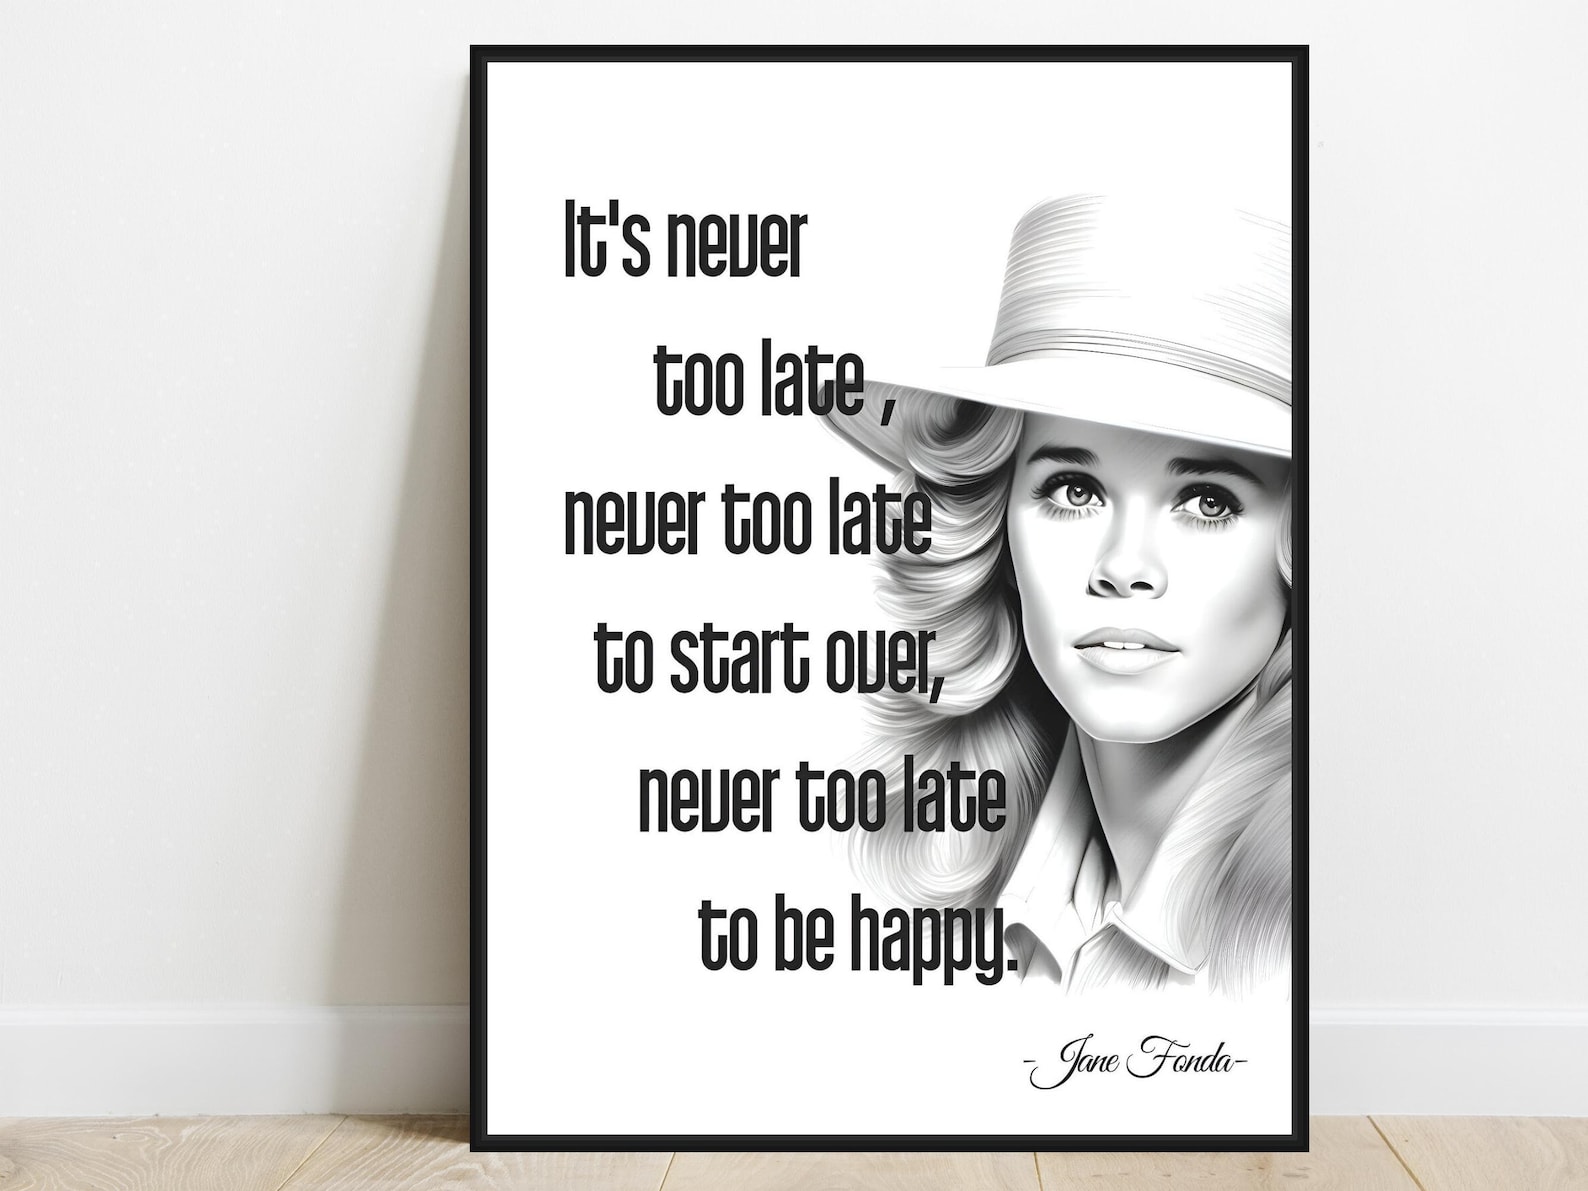 It's never
too late ,
never too late
to start over,
never too late
to be happy.
- Jane Fonda-